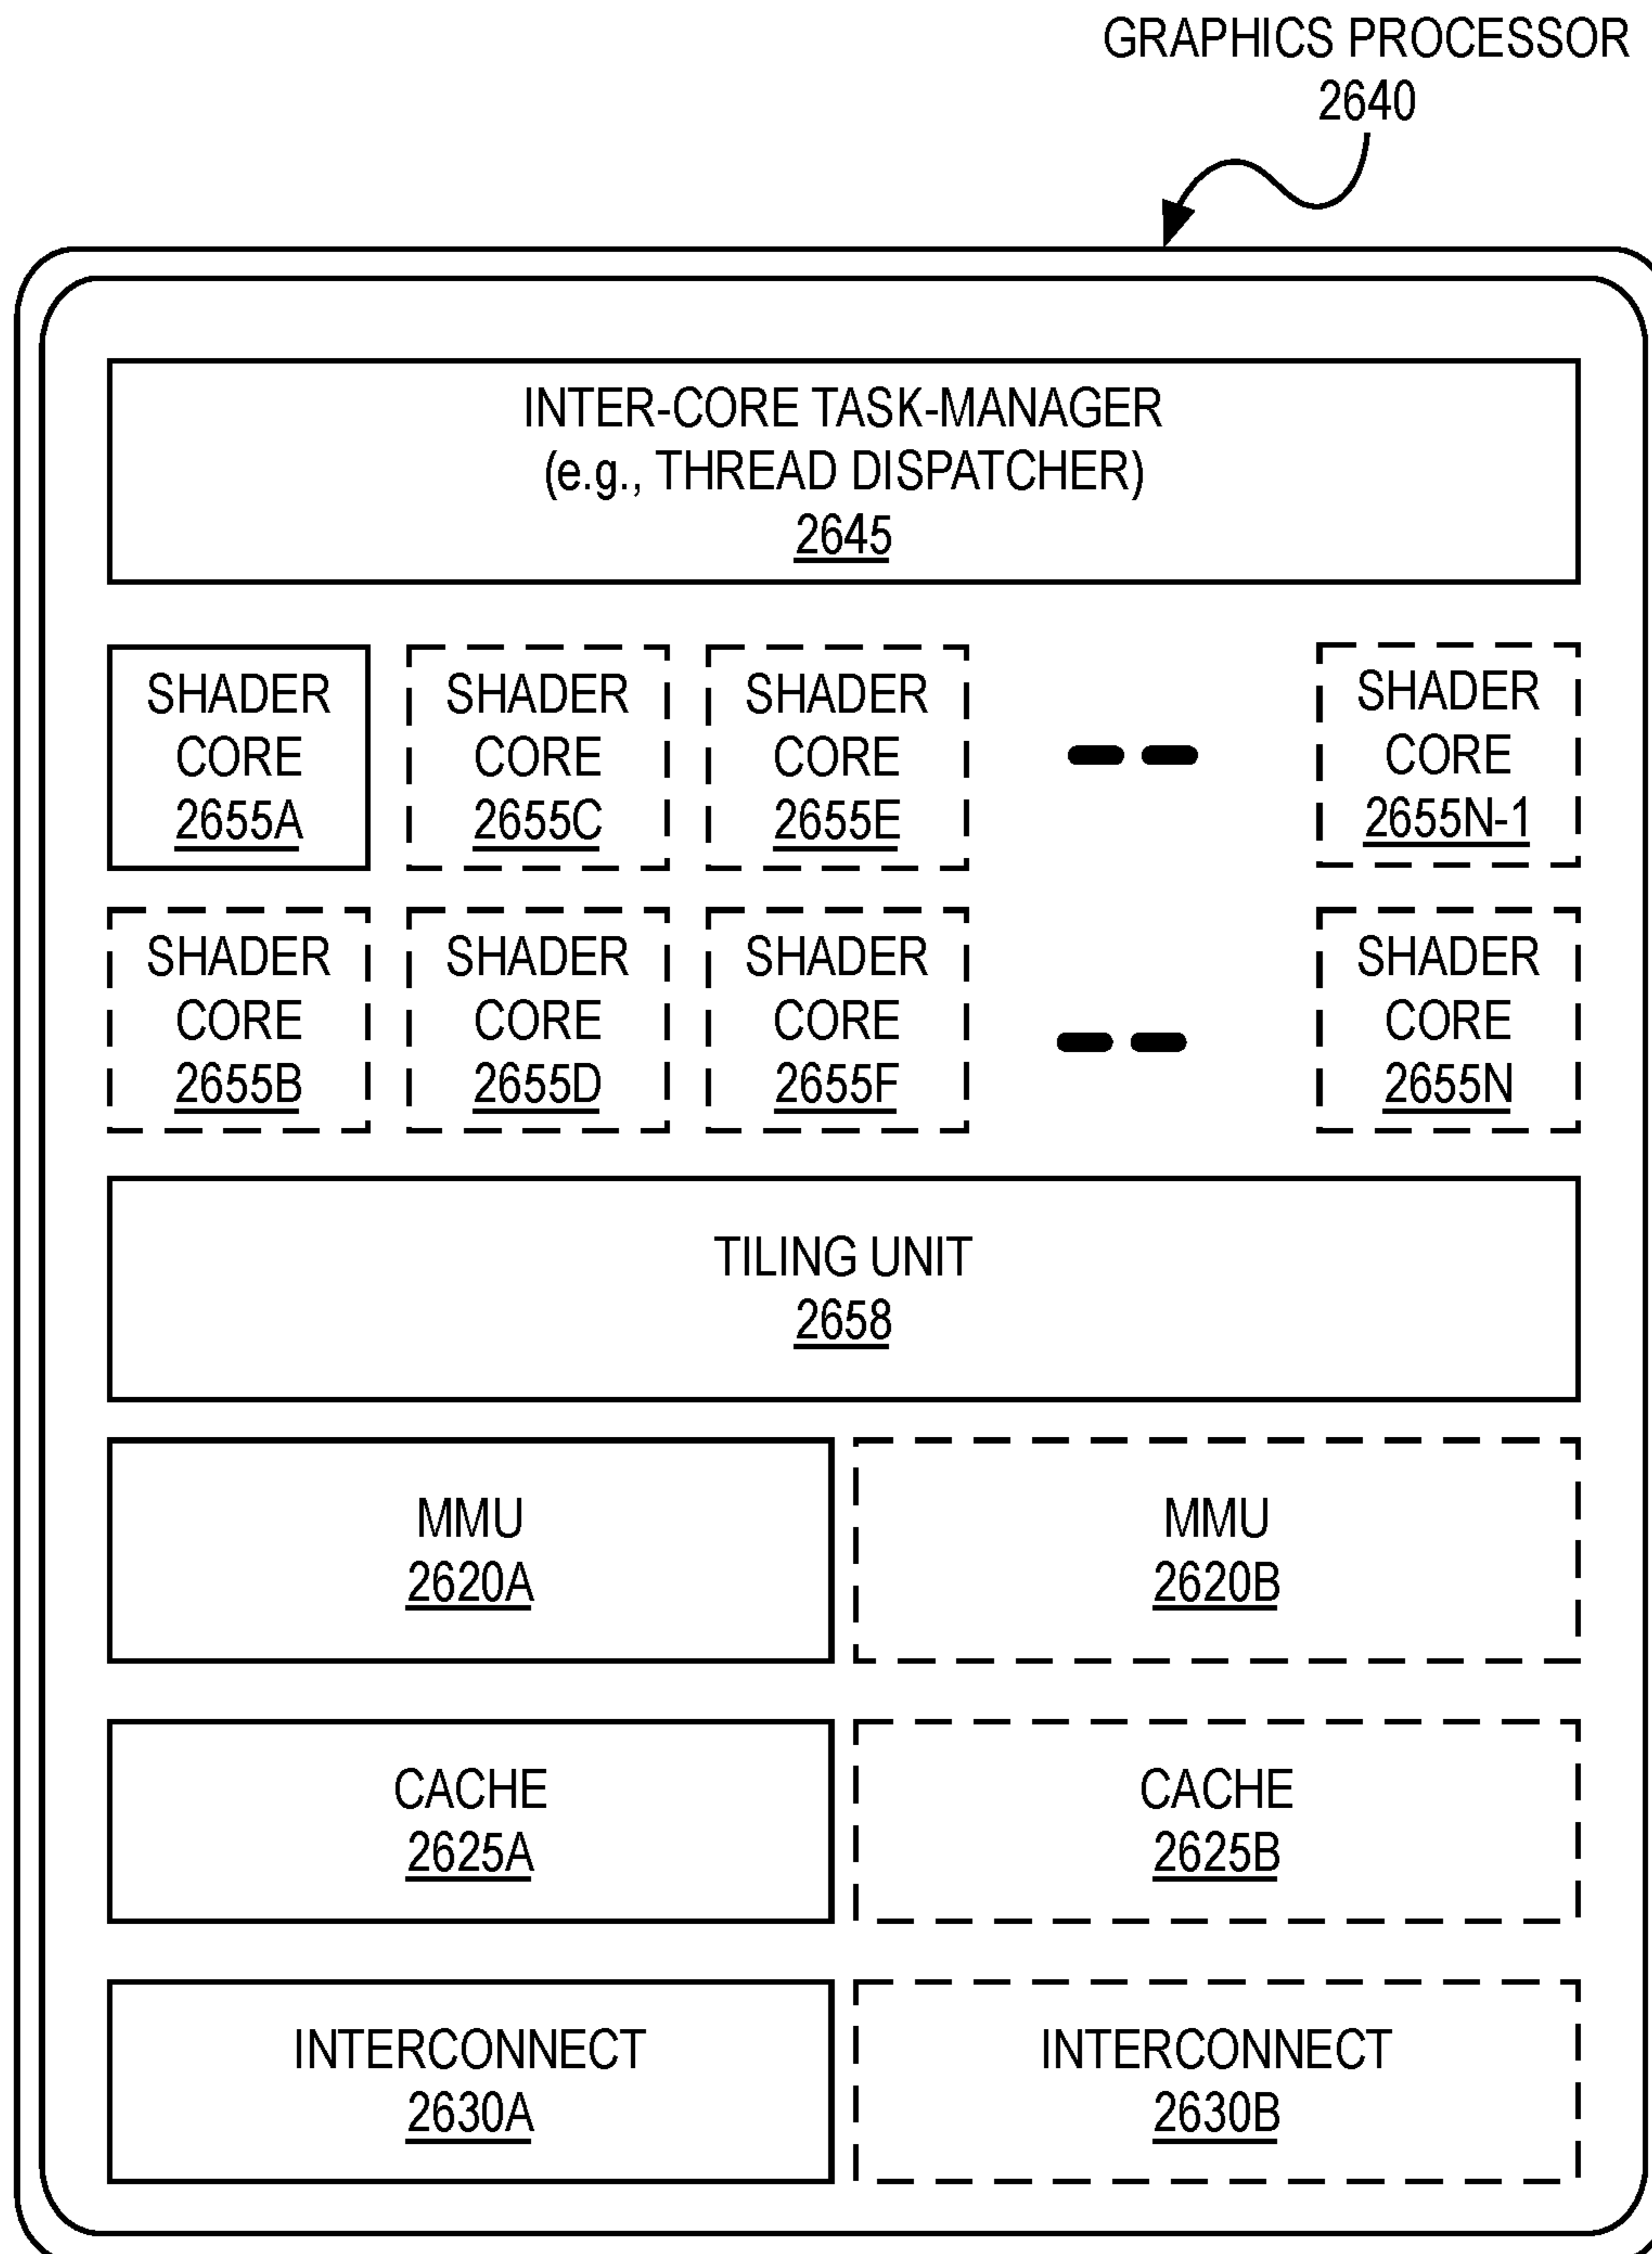 GRAPHICS PROCESSOR
2640
INTER-CORE TASK-MANAGER
(e.g., THREAD DISPATCHER)
2645
SHADER
CORE
2655A
SHADER
CORE
2655C
SHADER
CORE
2655E
SHADER
CORE
2655N-1
SHADER
CORE
2655B
SHADER
CORE
2655D
SHADER
CORE
2655F
SHADER
CORE
2655N
TILING UNIT
2658
MMU
2620A
MMU
2620B
CACHE
2625A
CACHE
2625B
INTERCONNECT
2630A
INTERCONNECT
2630B